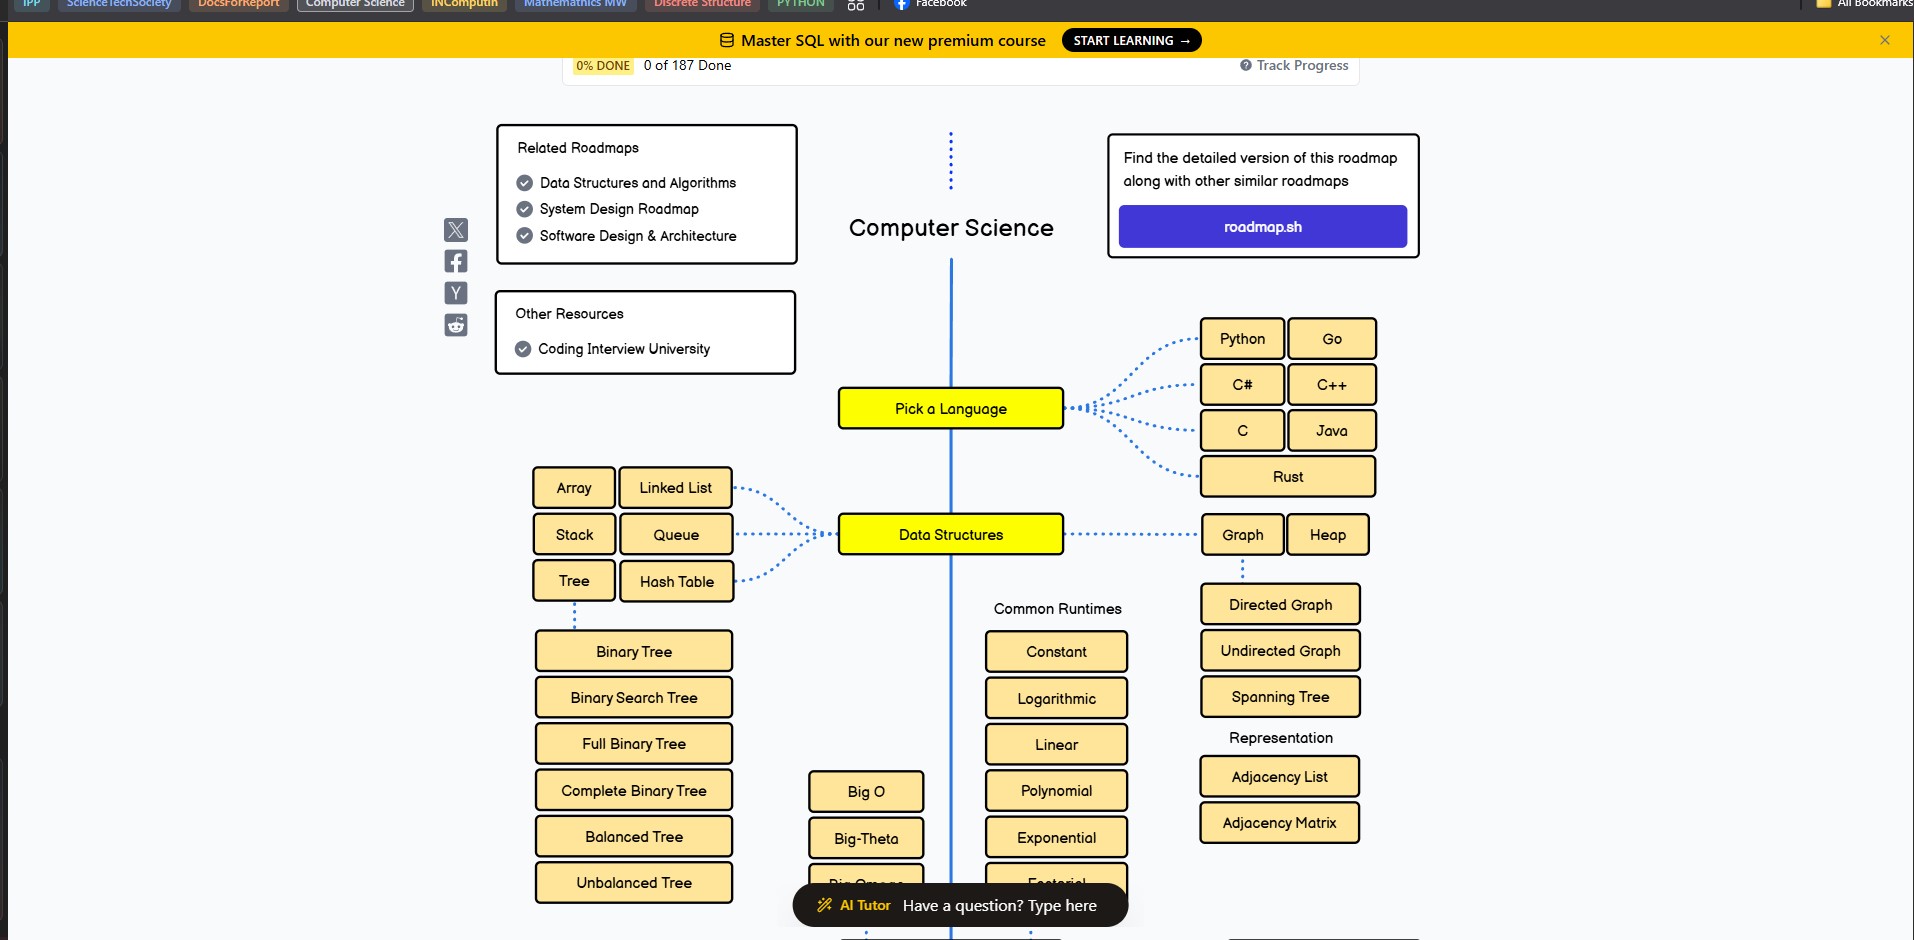 IPP ScienceTechSociety DocsForReport Computer Science INComputin Mathemathnics MW Discrete Structure PYTHON Facebook All Bookmarks
Master SQL with our new premium course START LEARNING →
0% DONE 0 of 187 Done Track Progress
Related Roadmaps
Data Structures and Algorithms
System Design Roadmap
Software Design & Architecture
Other Resources
Coding Interview University
Computer Science
Find the detailed version of this roadmap
along with other similar roadmaps
roadmap.sh
Pick a Language
Python Go
C# C++
C Java
Rust
Array Linked List
Stack Queue
Tree Hash Table
Data Structures
Graph Heap
Binary Tree
Binary Search Tree
Full Binary Tree
Complete Binary Tree
Balanced Tree
Unbalanced Tree
Big O
Big-Theta
Big Omega
Common Runtimes
Constant
Logarithmic
Linear
Polynomial
Exponential
Factorial
Directed Graph
Undirected Graph
Spanning Tree
Representation
Adjacency List
Adjacency Matrix
AI Tutor Have a question? Type here